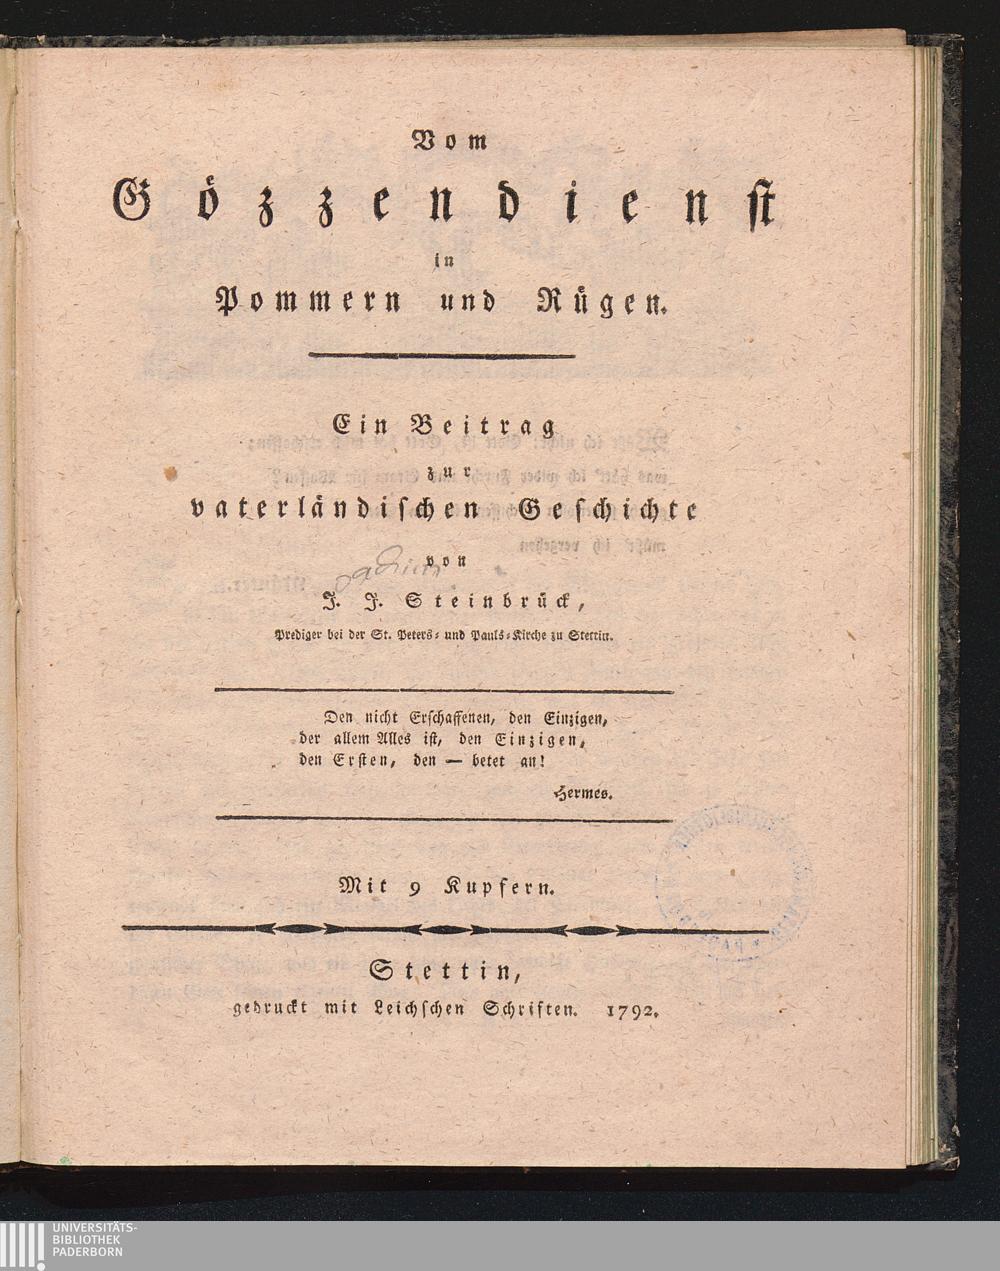 Vom
Gözzendienst
in
Pommern und Rügen.
Ein Beitrag
zur
vaterländischen Geschichte
von
J. J. Steinbrück,
Prediger bei der St. Peters- und Pauls-Kirche zu Stettin.
Den nicht Erschaffenen, den Einzigen,
der allem Alles ist, den Einzigen,
den Ersten, den — betet an!
Hermes.
Mit 9 Kupfern.
Stettin,
gedruckt mit Leichschen Schriften. 1792.
UNIVERSITÄTS-
BIBLIOTHEK
PADERBORN